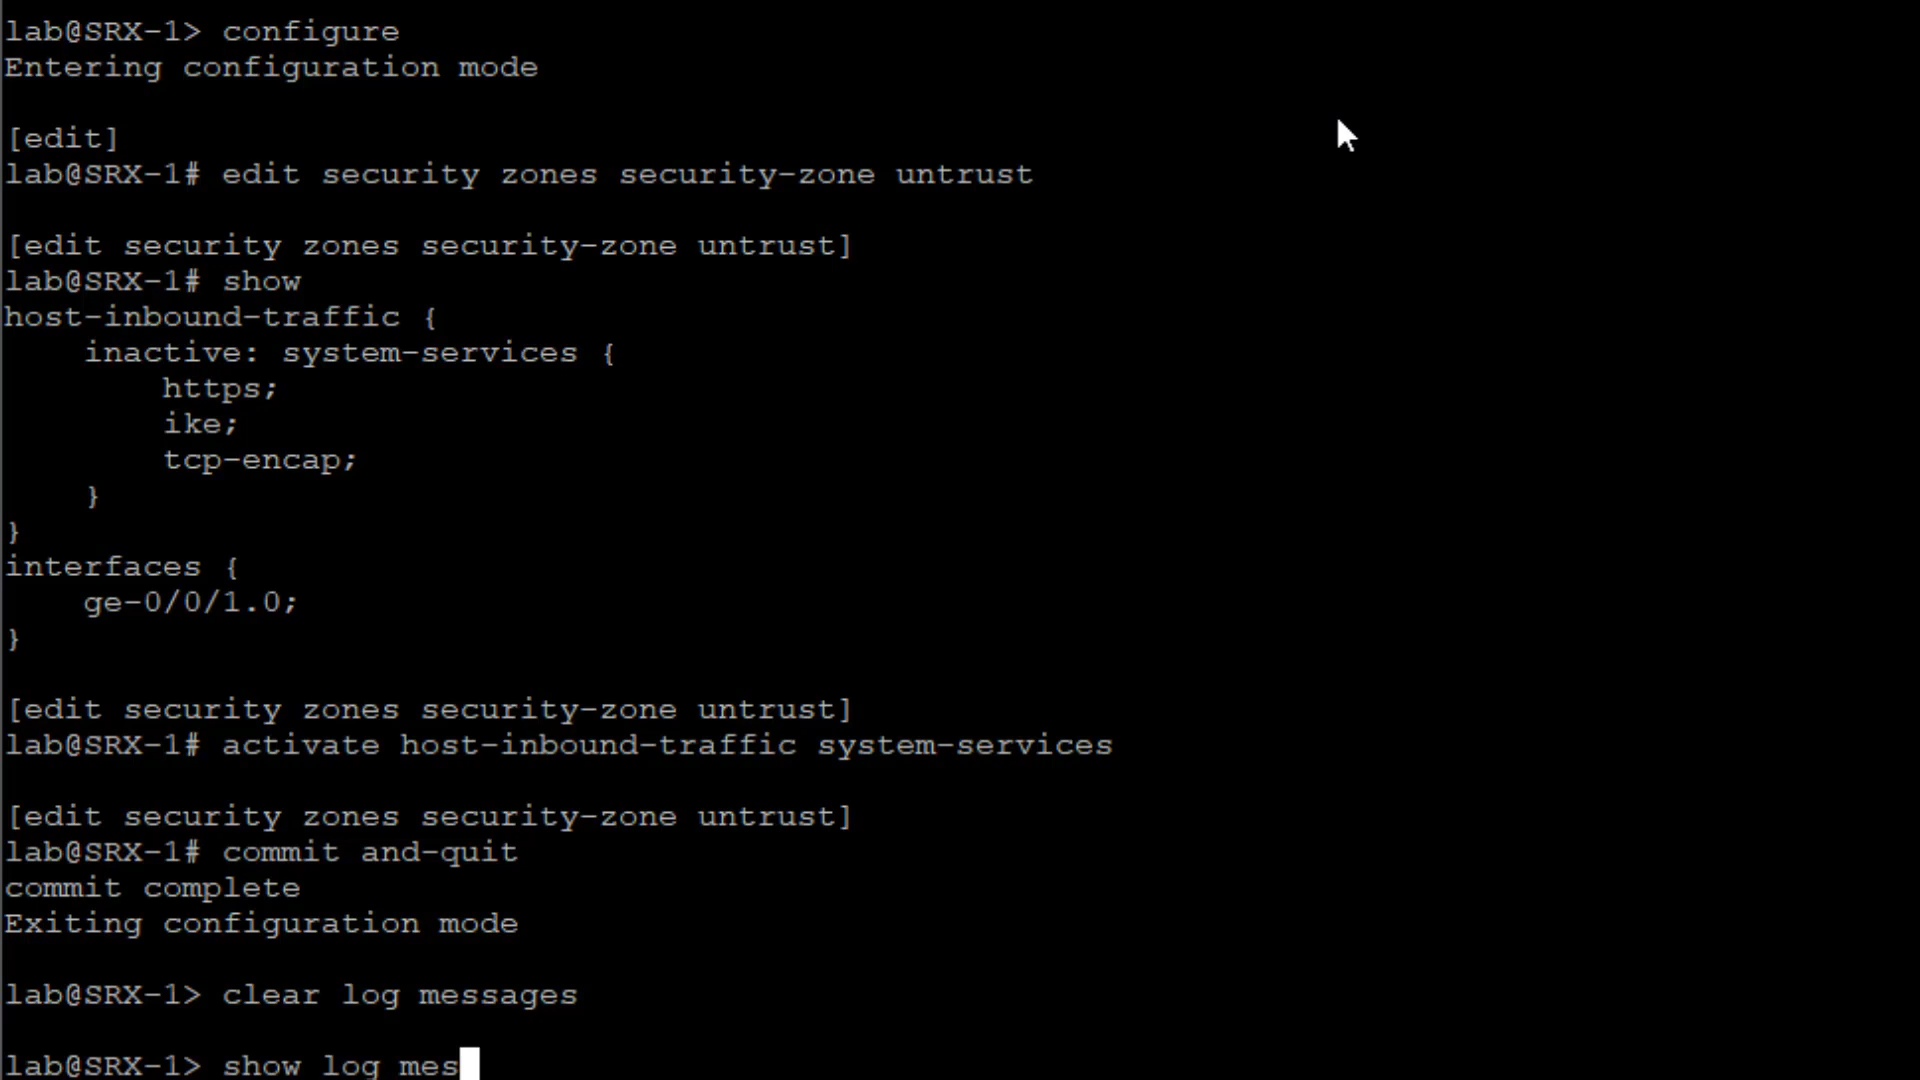 lab@SRX-1> configure
Entering configuration mode
[edit]
lab@SRX-1# edit security zones security-zone untrust
[edit security zones security-zone untrust]
lab@SRX-1# show
host-inbound-traffic {
    inactive: system-services {
        https;
        ike;
        tcp-encap;
    }
}
interfaces {
    ge-0/0/1.0;
}
[edit security zones security-zone untrust]
lab@SRX-1# activate host-inbound-traffic system-services
[edit security zones security-zone untrust]
lab@SRX-1# commit and-quit
commit complete
Exiting configuration mode
lab@SRX-1> clear log messages
lab@SRX-1> show log mes